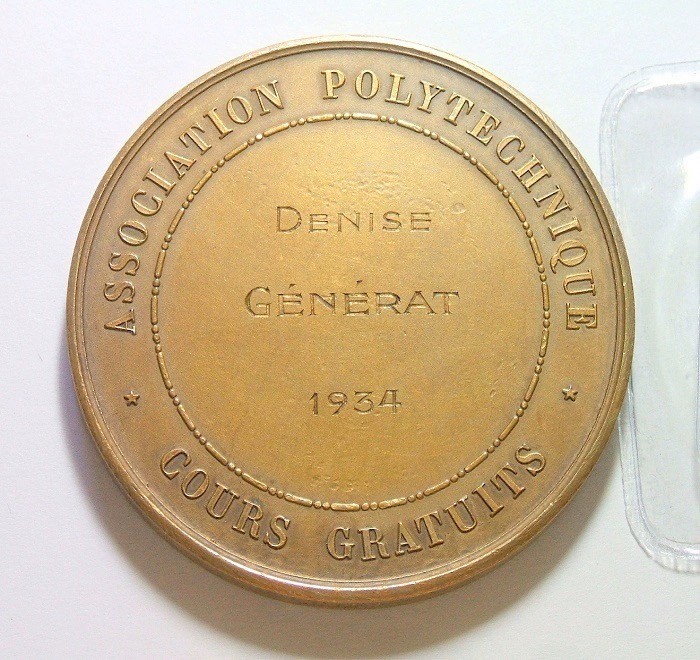 ASSOCIATION POLYTECHNIQUE
DENISE
GÉNÉRAT
1934
COURS GRATUITS